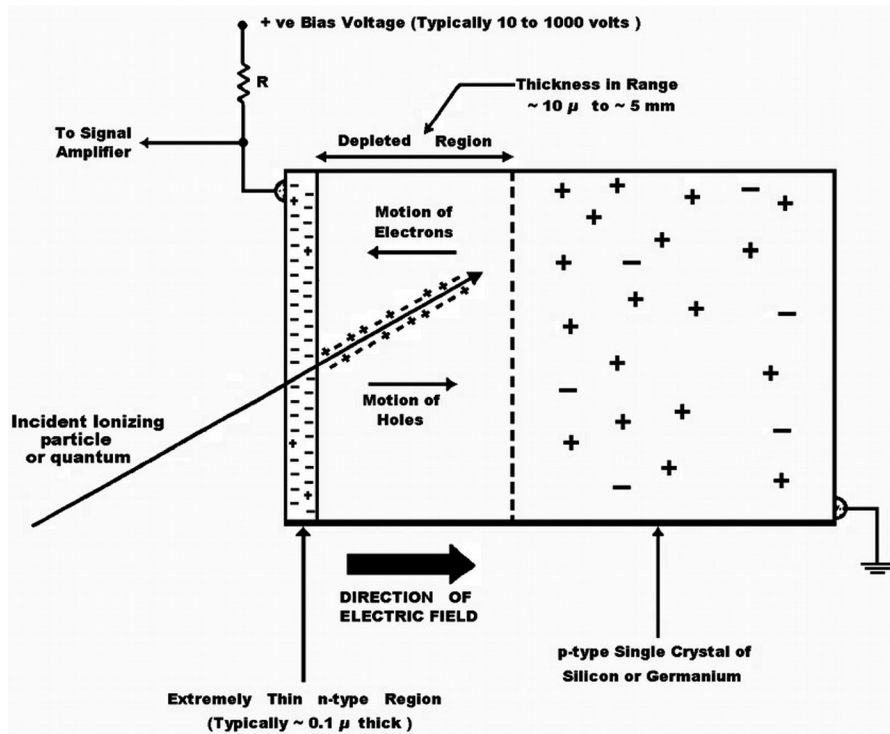 + ve Bias Voltage (Typically 10 to 1000 volts )
R
Thickness in Range
~ 10 µ to ~ 5 mm
To Signal
Amplifier
Depleted Region
Motion of
Electrons
Motion of
Holes
Incident Ionizing
particle
or quantum
DIRECTION OF
ELECTRIC FIELD
p-type Single Crystal of
Silicon or Germanium
Extremely Thin n-type Region
(Typically ~ 0.1 µ thick )